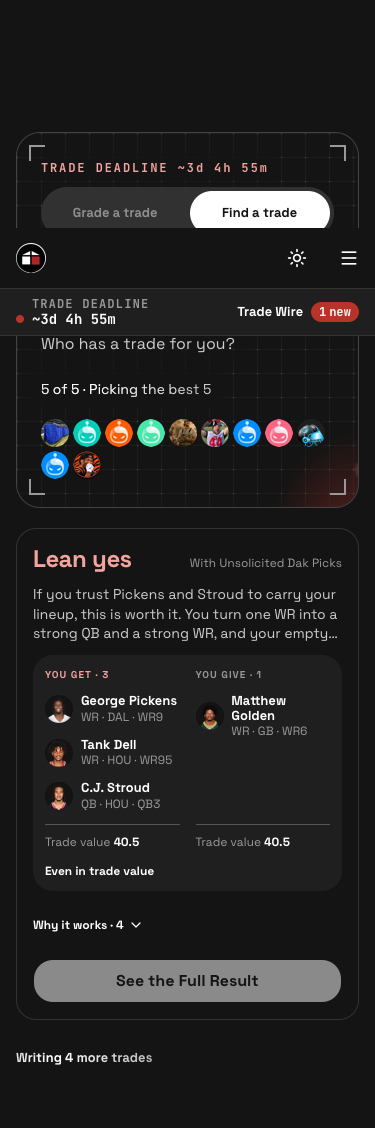 TRADE DEADLINE ~3d 4h 55m
Grade a trade
Find a trade
TRADE DEADLINE
~3d 4h 55m
Trade Wire
1 new
Who has a trade for you?
5 of 5 · Picking the best 5
Lean yes
With Unsolicited Dak Picks
If you trust Pickens and Stroud to carry your
lineup, this is worth it. You turn one WR into a
strong QB and a strong WR, and your empty…
YOU GET · 3
George Pickens
WR · DAL · WR9
Tank Dell
WR · HOU · WR95
C.J. Stroud
QB · HOU · QB3
Trade value 40.5
YOU GIVE · 1
Matthew
Golden
WR · GB · WR6
Trade value 40.5
Even in trade value
Why it works · 4
See the Full Result
Writing 4 more trades